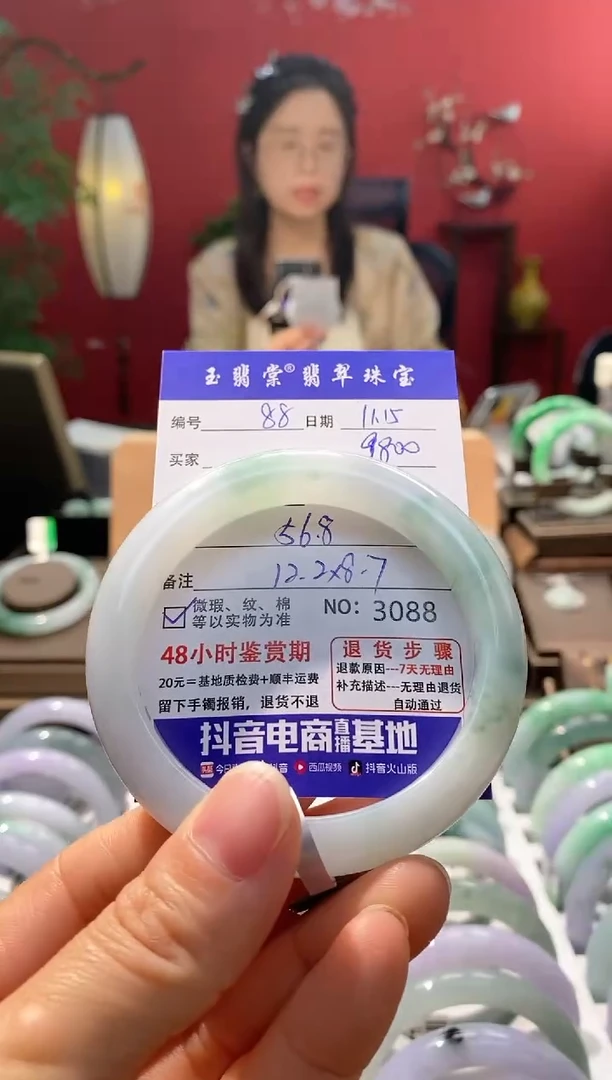 玉翡棠®翡翠珠宝
编号 88 日期 11.15
买家 9800
56.8
备注 12.2x8.7
☑ 微瑕、纹、棉
等以实物为准
NO: 3088
48小时鉴赏期
20元=基地质检费+顺丰运费
留下手镯报销，退货不退
退货步骤
退款原因---7天无理由
补充描述---无理由退货
自动通过
抖音电商直播基地
西瓜视频 抖音火山版